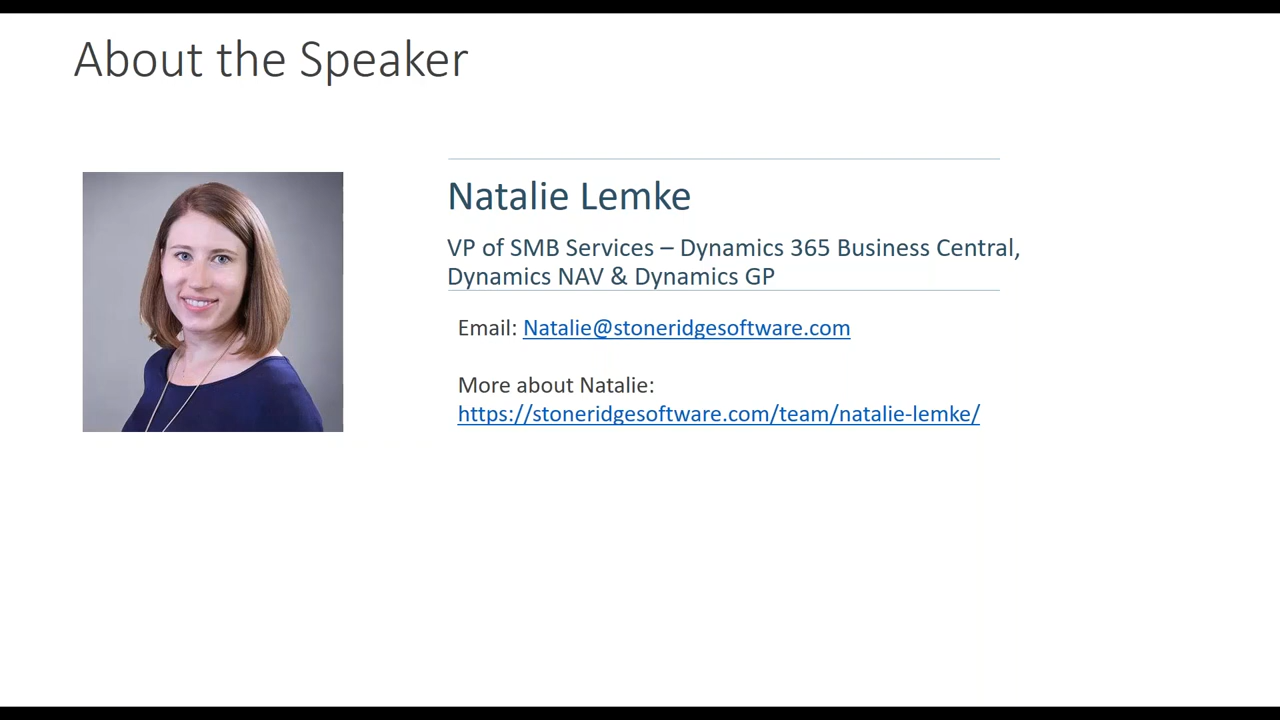 About the Speaker
Natalie Lemke
VP of SMB Services – Dynamics 365 Business Central,
Dynamics NAV & Dynamics GP
Email: Natalie@stoneridgesoftware.com
More about Natalie:
https://stoneridgesoftware.com/team/natalie-lemke/